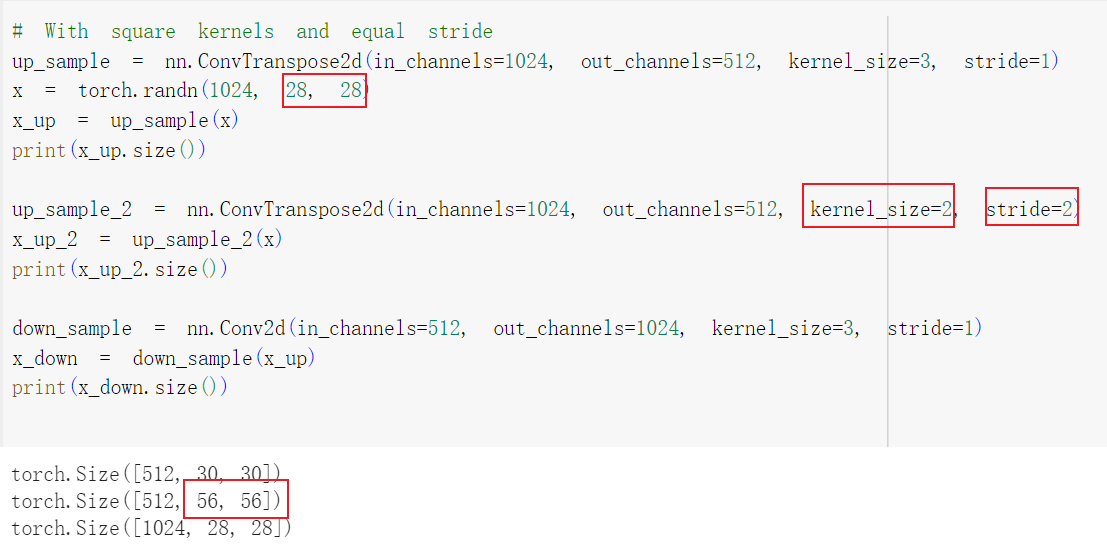 # With square kernels and equal stride
up_sample = nn.ConvTranspose2d(in_channels=1024, out_channels=512, kernel_size=3, stride=1)
x = torch.randn(1024, 28, 28)
x_up = up_sample(x)
print(x_up.size())
up_sample_2 = nn.ConvTranspose2d(in_channels=1024, out_channels=512, kernel_size=2, stride=2)
x_up_2 = up_sample_2(x)
print(x_up_2.size())
down_sample = nn.Conv2d(in_channels=512, out_channels=1024, kernel_size=3, stride=1)
x_down = down_sample(x_up)
print(x_down.size())
torch.Size([512, 30, 30])
torch.Size([512, 56, 56])
torch.Size([1024, 28, 28])